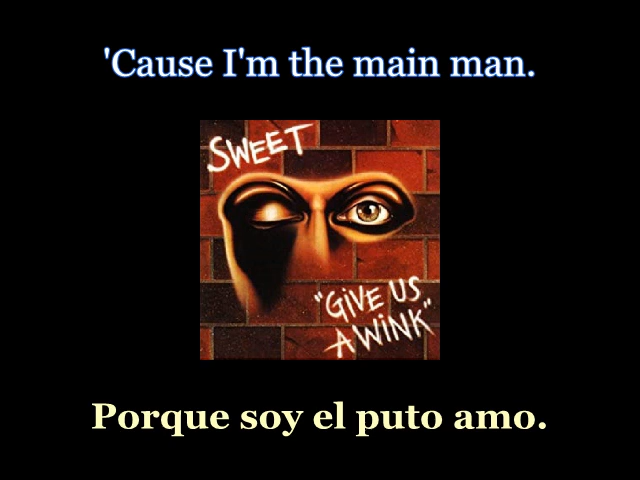 'Cause I'm the main man.
SWEET
"GiVE US
A WiNK"
Porque soy el puto amo.